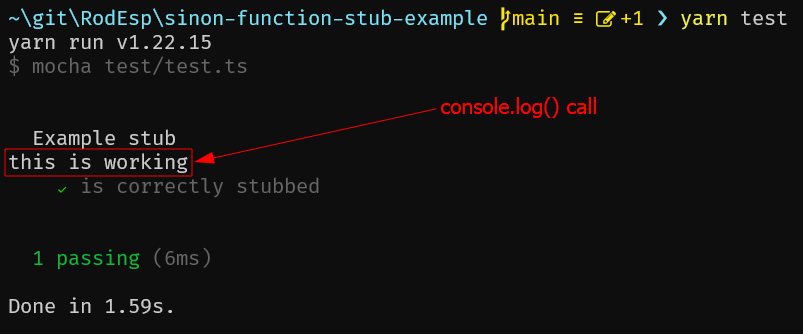 ~\git\RodEsp\sinon-function-stub-example main ≡ +1 ❯ yarn test
yarn run v1.22.15
$ mocha test/test.ts
console.log() call
Example stub
this is working
✓ is correctly stubbed
1 passing (6ms)
Done in 1.59s.